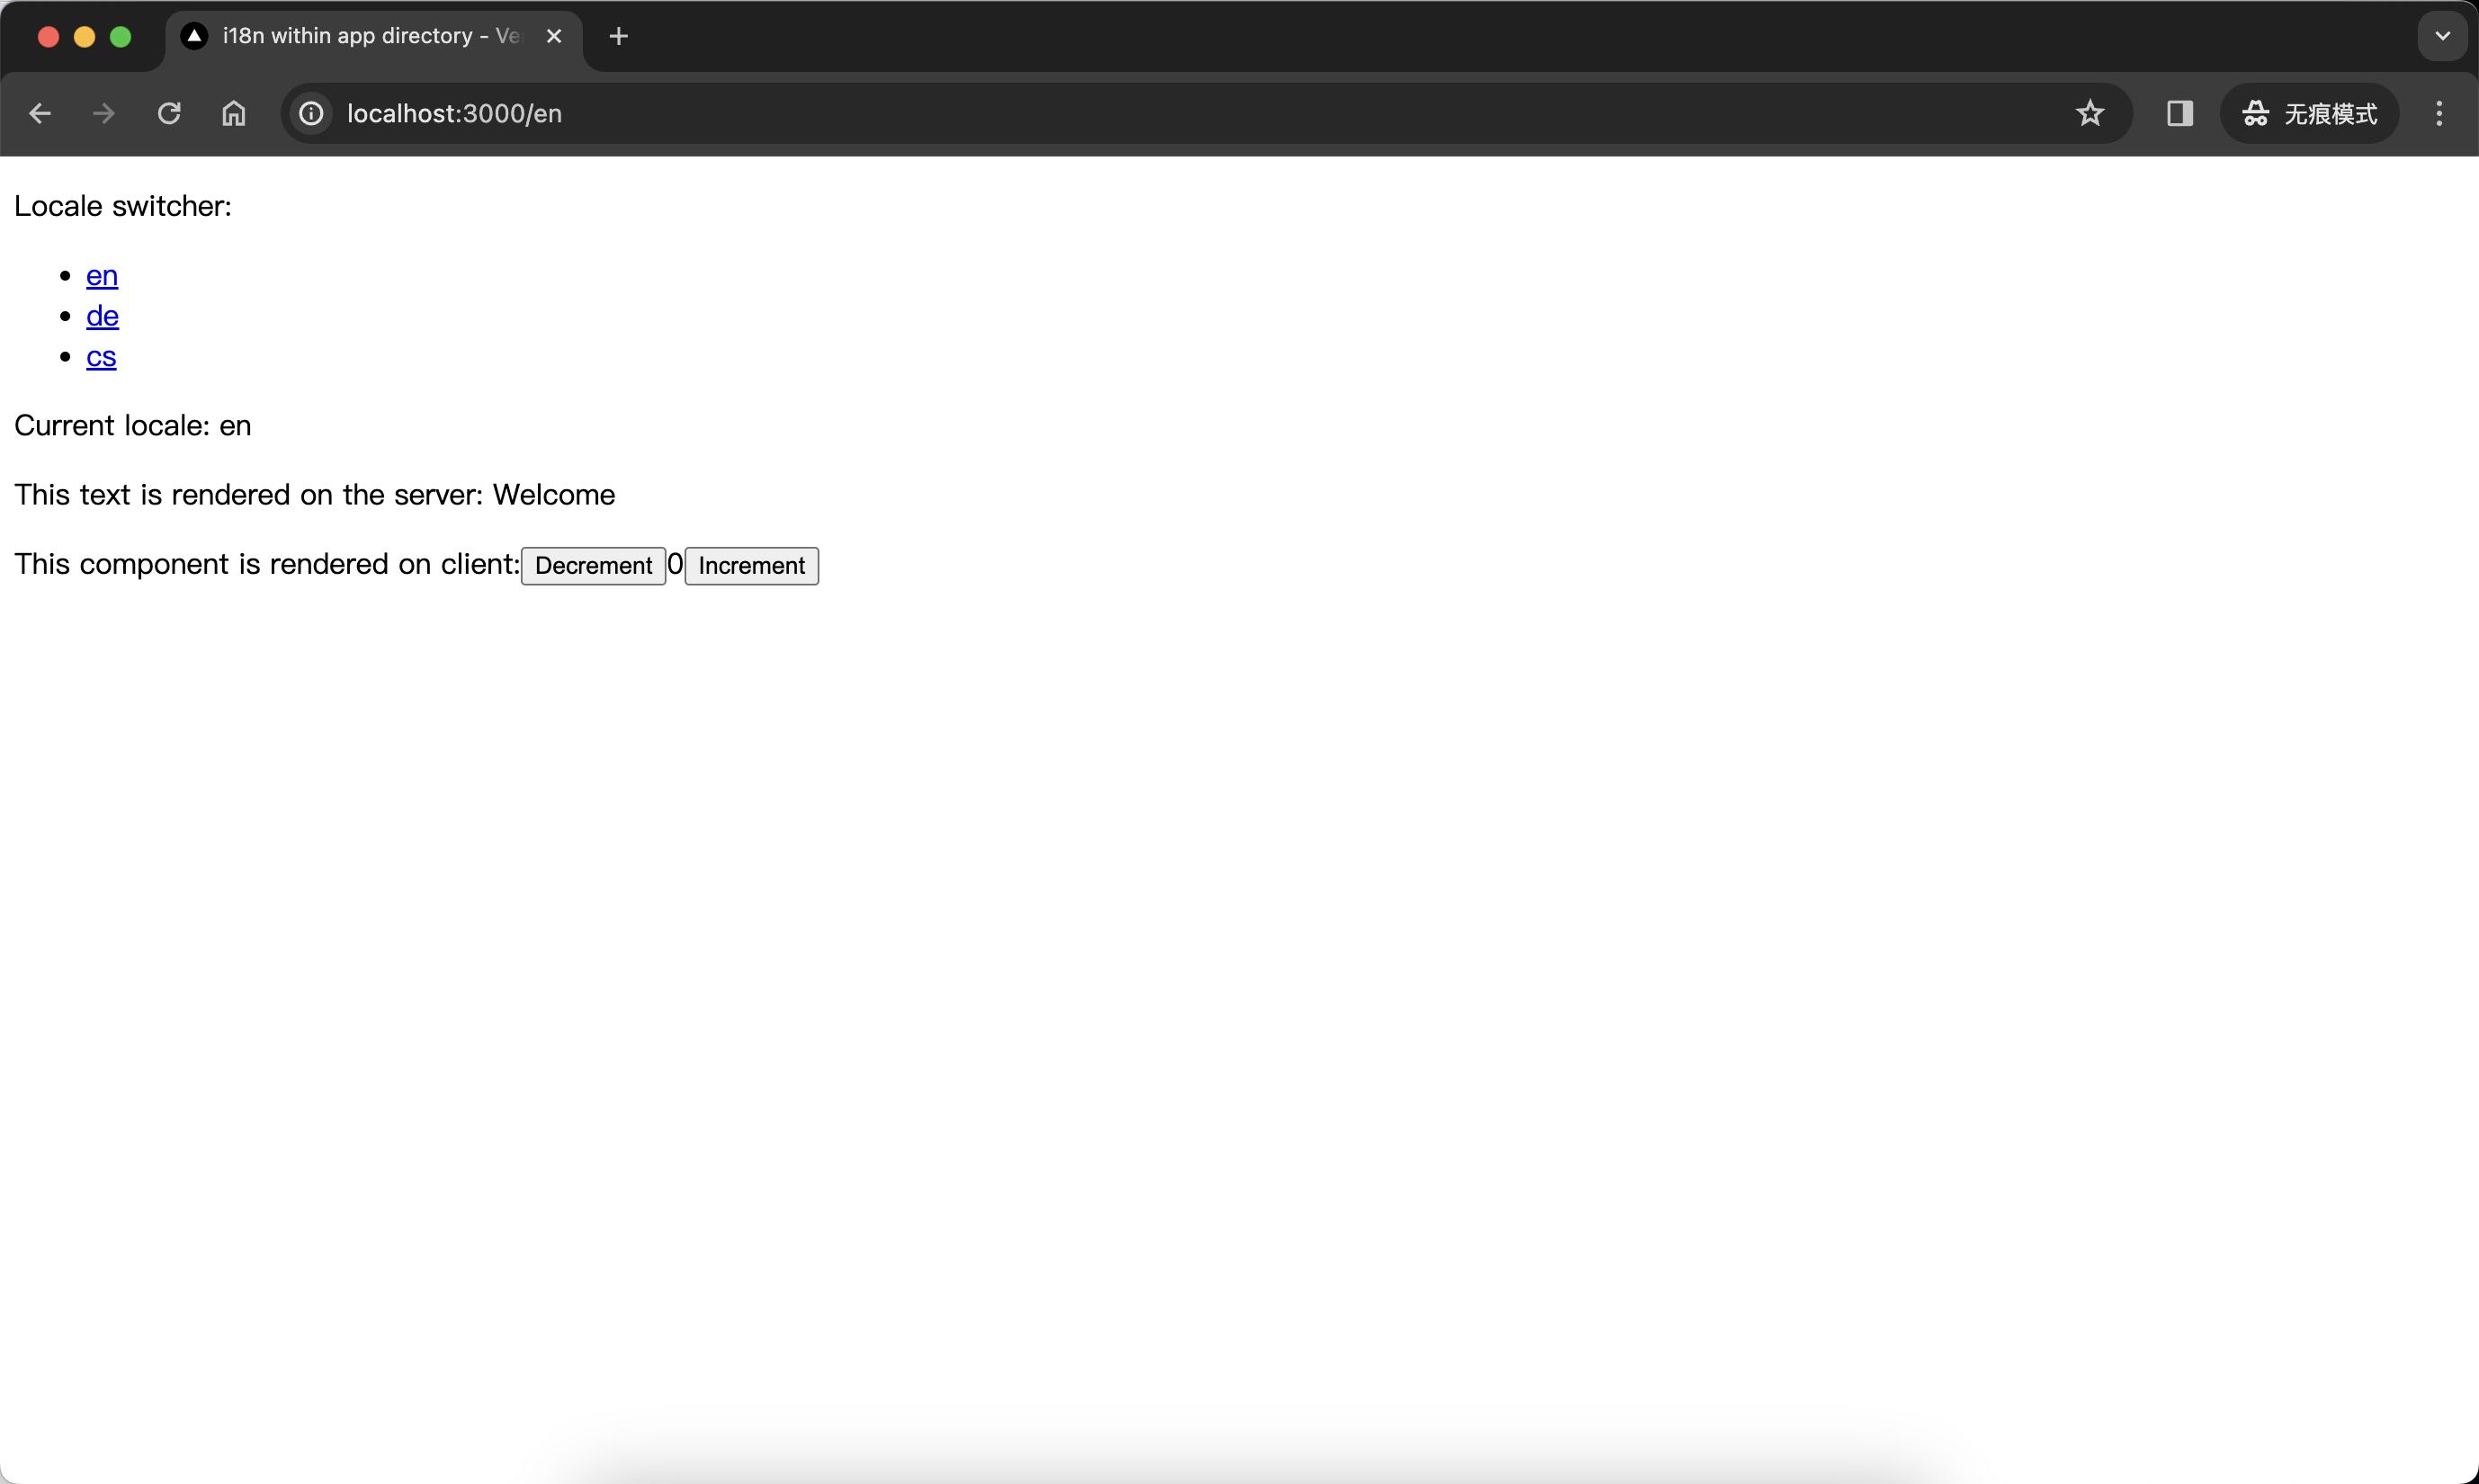 i18n within app directory - Ve
localhost:3000/en
无痕模式
Locale switcher:
en
de
cs
Current locale: en
This text is rendered on the server: Welcome
This component is rendered on client: Decrement 0 Increment